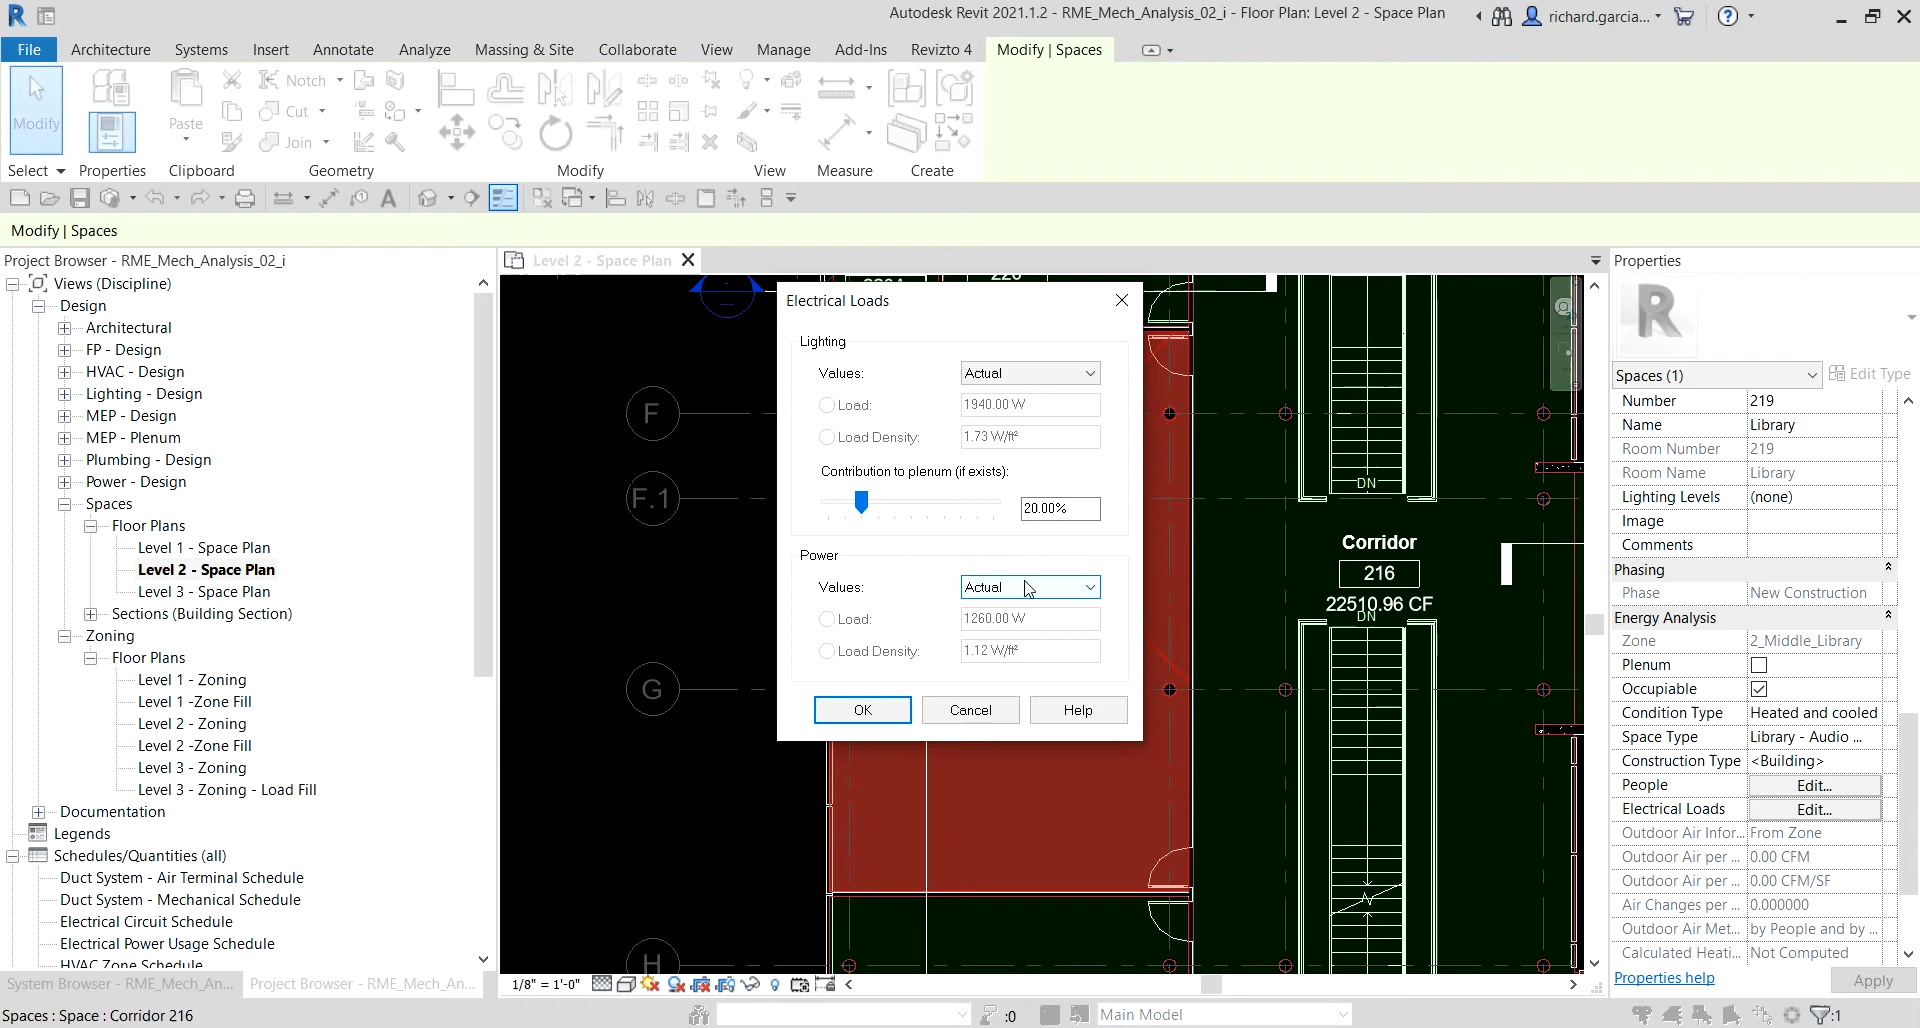 Autodesk Revit 2021.1.2 - RME_Mech_Analysis_02_i - Floor Plan: Level 2 - Space Plan
richard.garcia...
File Architecture Systems Insert Annotate Analyze Massing & Site Collaborate View Manage Add-Ins Revizto 4 Modify | Spaces
Modify
Paste
Notch
Cut
Join
Select Properties Clipboard Geometry Modify View Measure Create
Modify | Spaces
Project Browser - RME_Mech_Analysis_02_i
Views (Discipline)
Design
Architectural
FP - Design
HVAC - Design
Lighting - Design
MEP - Design
MEP - Plenum
Plumbing - Design
Power - Design
Spaces
Floor Plans
Level 1 - Space Plan
Level 2 - Space Plan
Level 3 - Space Plan
Sections (Building Section)
Zoning
Floor Plans
Level 1 - Zoning
Level 1 -Zone Fill
Level 2 - Zoning
Level 2 -Zone Fill
Level 3 - Zoning
Level 3 - Zoning - Load Fill
Documentation
Legends
Schedules/Quantities (all)
Duct System - Air Terminal Schedule
Duct System - Mechanical Schedule
Electrical Circuit Schedule
Electrical Power Usage Schedule
HVAC Zone Schedule
System Browser - RME_Mech_An...
Project Browser - RME_Mech_An...
Level 2 - Space Plan
F
F.1
G
H
Electrical Loads
Lighting
Values: Actual
Load: 1940.00 W
Load Density: 1.73 W/ft²
Contribution to plenum (if exists):
20.00%
Power
Values: Actual
Load: 1260.00 W
Load Density: 1.12 W/ft²
OK Cancel Help
DN
Corridor
216
22510.96 CF
DN
1/8" = 1'-0"
Properties
Spaces (1) Edit Type
Number 219
Name Library
Room Number 219
Room Name Library
Lighting Levels (none)
Image
Comments
Phasing
Phase New Construction
Energy Analysis
Zone 2_Middle_Library
Plenum
Occupiable
Condition Type Heated and cooled
Space Type Library - Audio ...
Construction Type <Building>
People Edit...
Electrical Loads Edit...
Outdoor Air Infor... From Zone
Outdoor Air per ... 0.00 CFM
Outdoor Air per ... 0.00 CFM/SF
Air Changes per ... 0.000000
Outdoor Air Met... by People and by ...
Calculated Heati... Not Computed
Properties help Apply
Spaces : Space : Corridor 216
:0
Main Model
:1